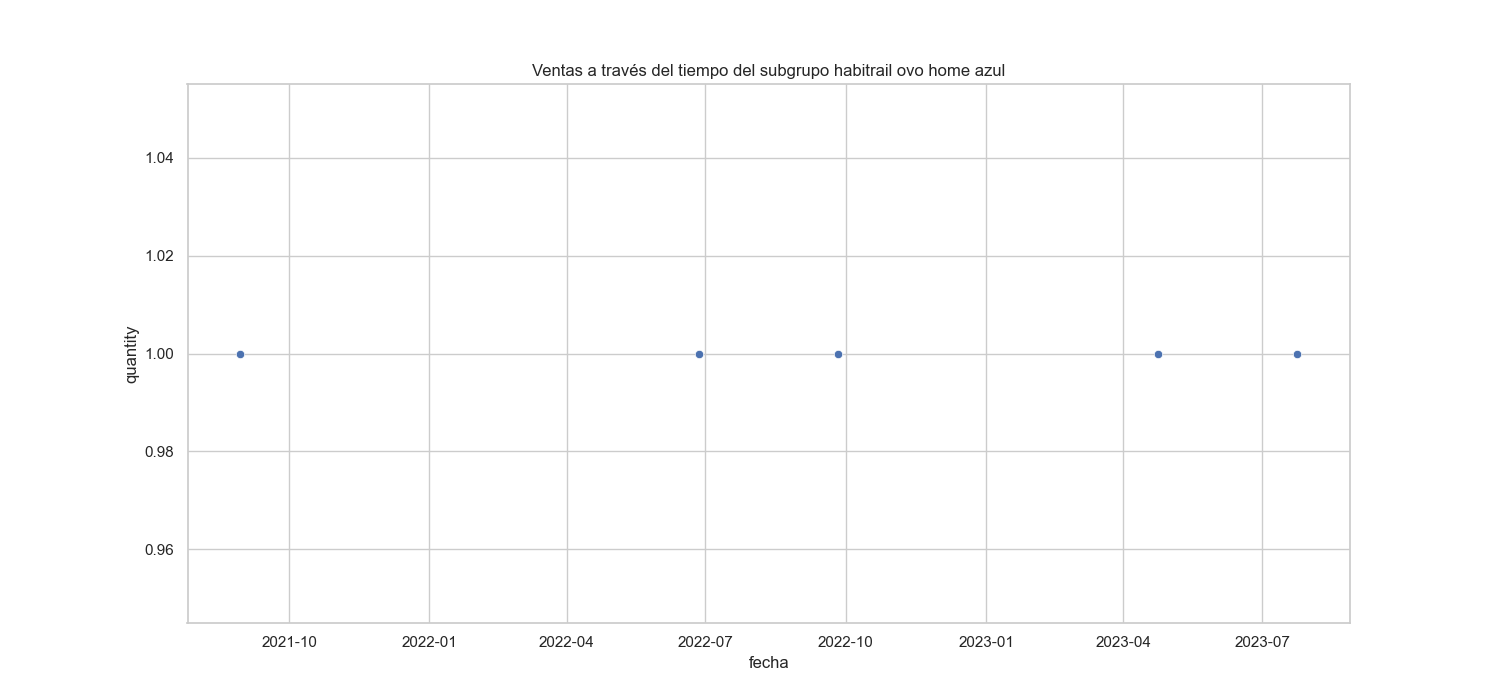 Ventas a través del tiempo del subgrupo habitrail ovo home azul
1.04
1.02
1.00
0.98
0.96
quantity
2021-10 2022-01 2022-04 2022-07 2022-10 2023-01 2023-04 2023-07
fecha